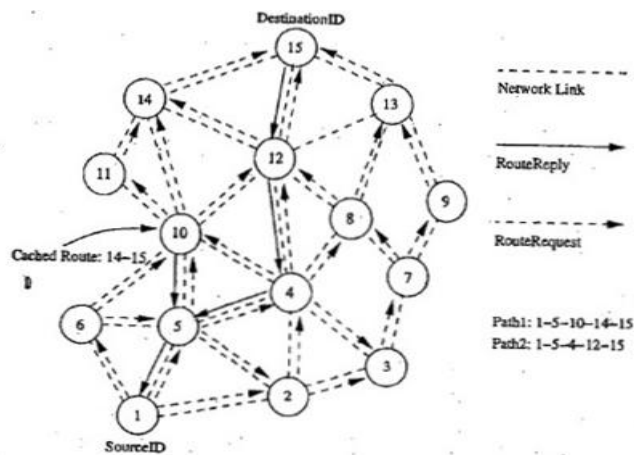 DestinationID
15
14
13
Network Link
12
11
RouteReply
9
8
10
RouteRequest
Cached Route: 14-15
7
4
6
5
Path1: 1-5-10-14-15
Path2: 1-5-4-12-15
3
2
1
SourceID